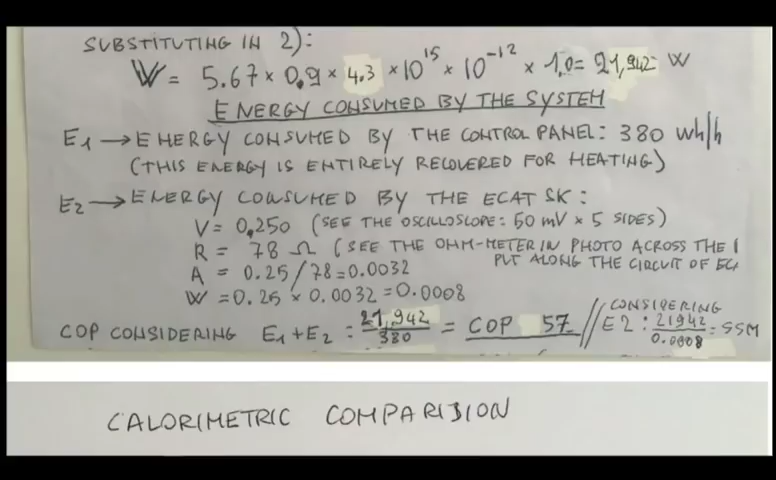 SUBSTITUTING IN 2):
W = 5.67 × 0.9 × 4.3 × 10^15 × 10^-12 × 1.0 = 21,942 W
ENERGY CONSUMED BY THE SYSTEM
E1 → ENERGY CONSUMED BY THE CONTROL PANEL: 380 Wh/h
(THIS ENERGY IS ENTIRELY RECOVERED FOR HEATING)
E2 → ENERGY CONSUMED BY THE ECAT SK:
V = 0,250 (SEE THE OSCILLOSCOPE: 50 mV × 5 SIDES)
R = 78 Ω (SEE THE OHM-METER IN PHOTO ACROSS THE
PUT ALONG THE CIRCUIT OF
A = 0.25/78 = 0.0032
W = 0.25 × 0.0032 = 0.0008
COP CONSIDERING E1 + E2 : 21,942/380 = COP 57 // CONSIDERING
E2 : 21942/0.0008 = SSM
CALORIMETRIC COMPARISION